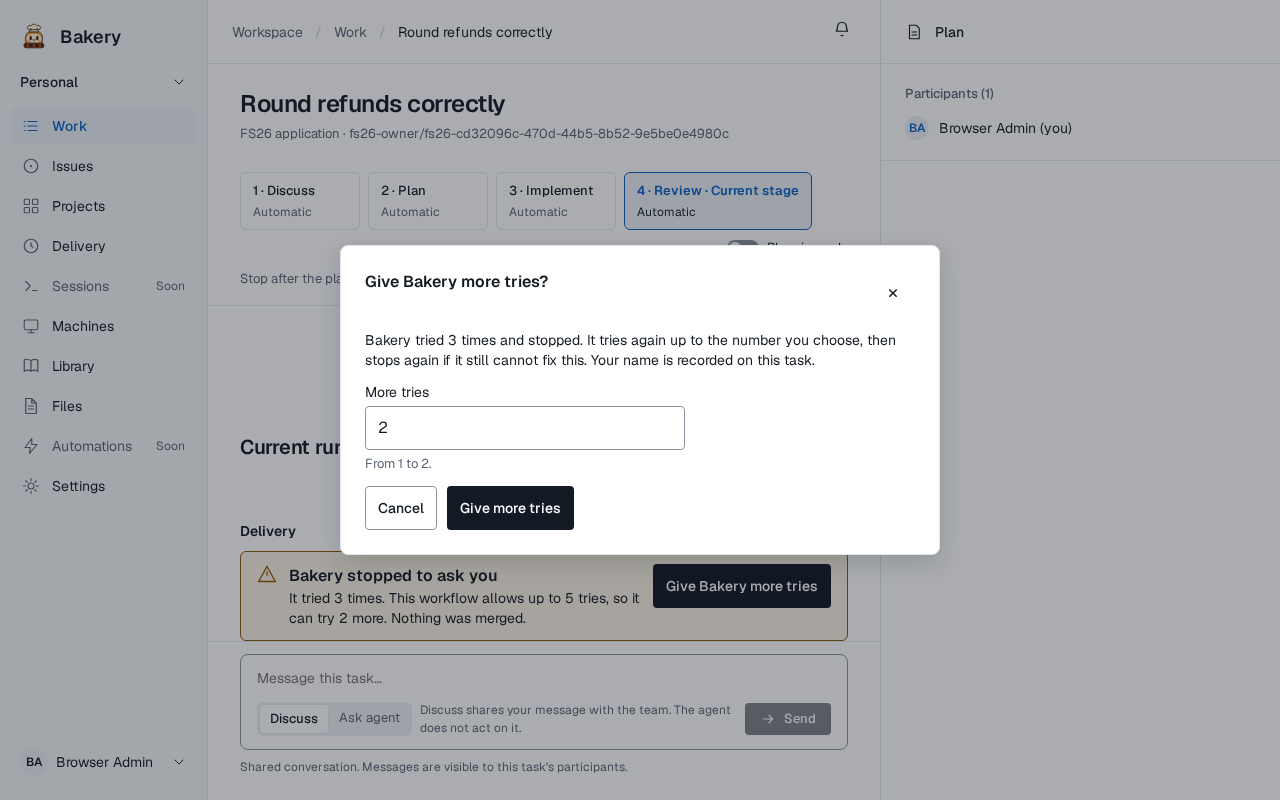 Bakery
Personal
Work
Issues
Projects
Delivery
Sessions Soon
Machines
Library
Files
Automations Soon
Settings
BA Browser Admin
Workspace / Work / Round refunds correctly
Round refunds correctly
FS26 application · fs26-owner/fs26-cd32096c-470d-44b5-8b52-9e5be0e4980c
1 · Discuss
Automatic
2 · Plan
Automatic
3 · Implement
Automatic
4 · Review · Current stage
Automatic
Stop after the pla
Give Bakery more tries?
Bakery tried 3 times and stopped. It tries again up to the number you choose, then
stops again if it still cannot fix this. Your name is recorded on this task.
More tries
2
From 1 to 2.
Cancel
Give more tries
Current run
Delivery
Bakery stopped to ask you
It tried 3 times. This workflow allows up to 5 tries, so it
can try 2 more. Nothing was merged.
Give Bakery more tries
Message this task…
Discuss
Ask agent
Discuss shares your message with the team. The agent
does not act on it.
Send
Shared conversation. Messages are visible to this task's participants.
Plan
Participants (1)
BA Browser Admin (you)